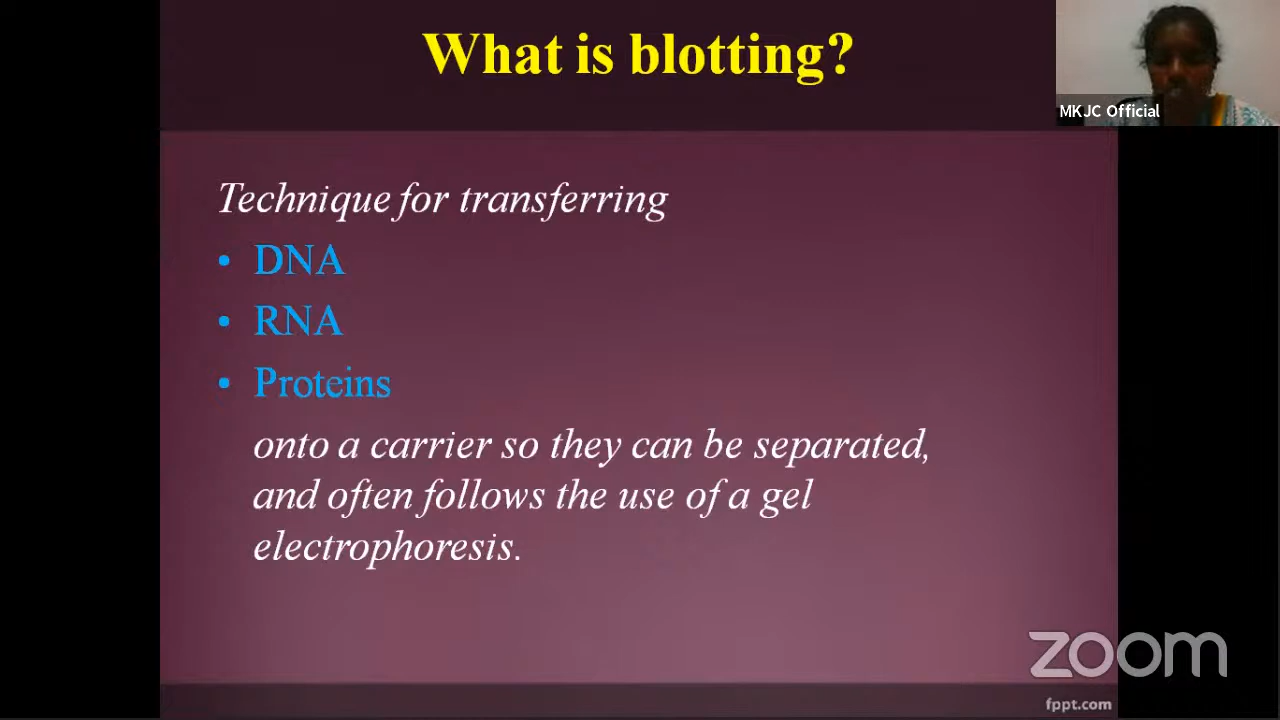 What is blotting?
MKJC Official
Technique for transferring
• DNA
• RNA
• Proteins
onto a carrier so they can be separated,
and often follows the use of a gel
electrophoresis.
zoom
fppt.com